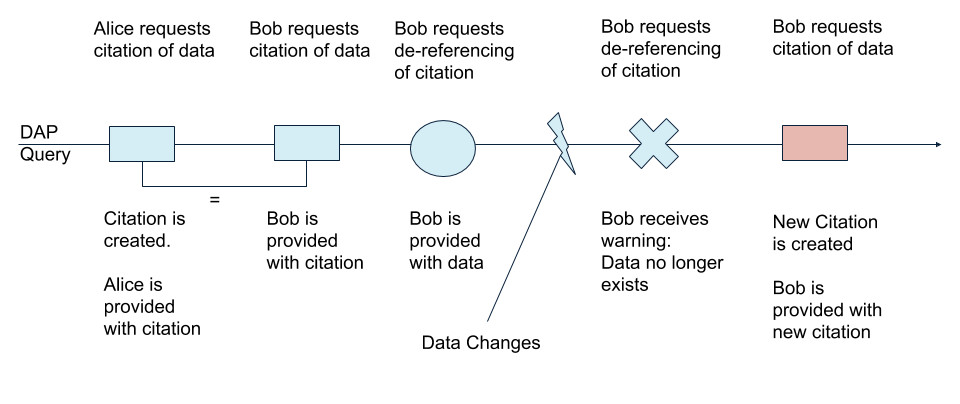 Alice requests
citation of data
Bob requests
citation of data
Bob requests
de-referencing
of citation
Bob requests
de-referencing
of citation
Bob requests
citation of data
DAP
Query
=
Citation is
created.
Alice is
provided
with citation
Bob is
provided
with citation
Bob is
provided
with data
Data Changes
Bob receives
warning:
Data no longer
exists
New Citation
is created
Bob is
provided with
new citation